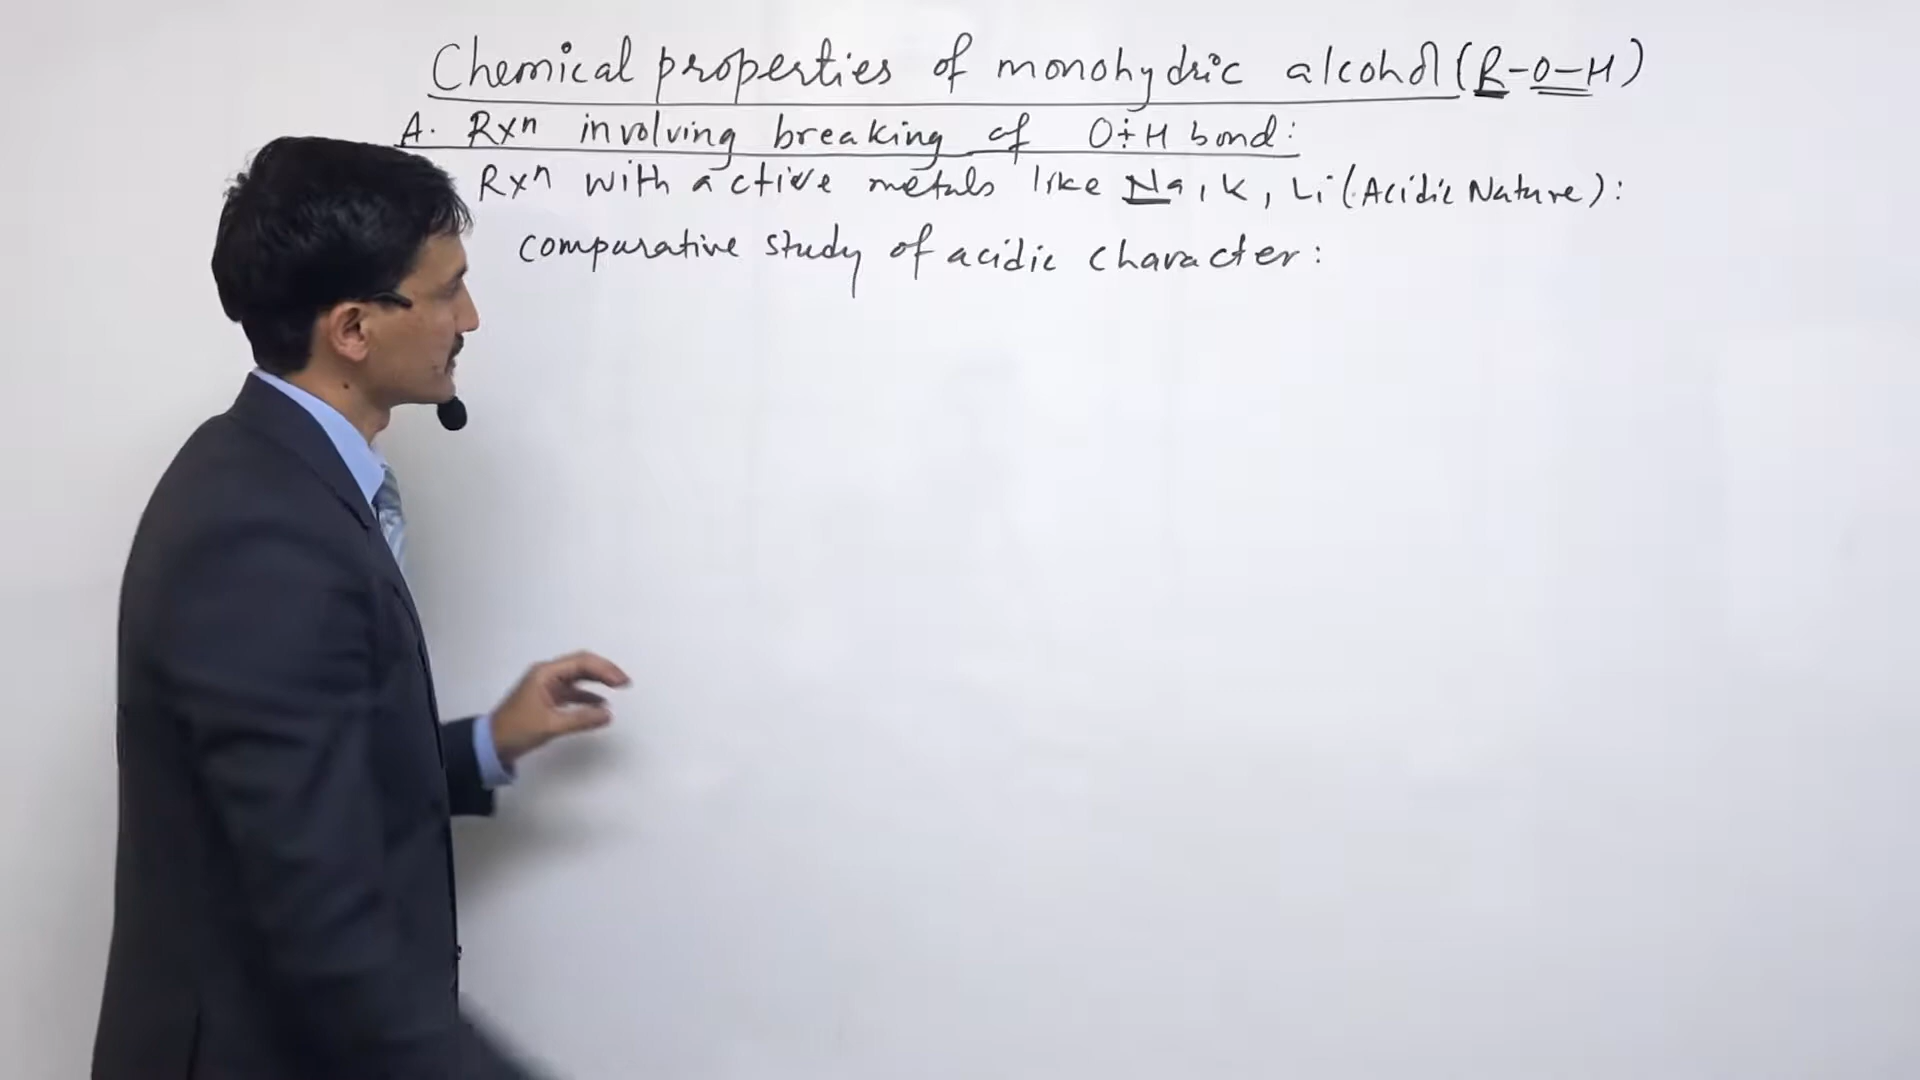 Chemical properties of monohydric alcohol (R-O-H)
A. Rxⁿ involving breaking of O÷H bond:
Rxⁿ with active metals like Na, K, Li (Acidic Nature):
comparative study of acidic character: